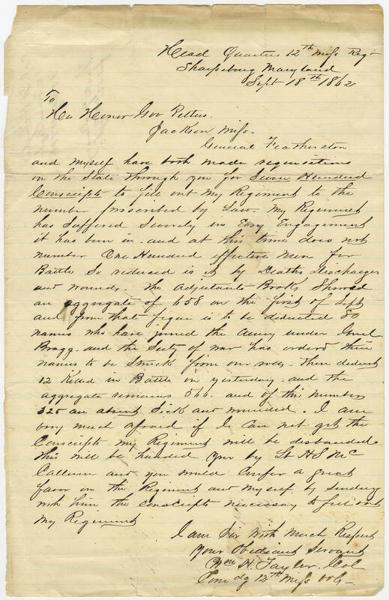 Head Quarters 12th Miss Regt
Sharpsburg Maryland
Sept 18th 1862
To
His Honor Gov Pettus
Jackson Miss.
General Featherston
and myself have both made requisitions
on the State through you for Seven Hundred
Conscripts to fill out my Regiment to the
number prescribed by Law. My Regiment
has suffered Severely in Every Engagement
it has been in. and at this time does not
number One Hundred effective Men for
Battle So reduced is it by Deaths Discharges
and wounds. The Adjutants Books Showed
an aggregate of 658 on the first of Sept
and from that figure is to be deducted 80
names who have joined the Army under Genl
Bragg. and the Secty of war has ordered their
names to be Struck from our rolls. then deduct
12 killed in Battle on yesterday. and the
aggregate remains 566. and of this number
325 are absent Sick and wounded. I am
very much afraid if I can not get the
Conscripts my Regiment will be disbanded.
this will be handed you by Lt H S Mc
Callum and you would Confer a great
favor on the Regiment and Myself by sending
with him the Conscripts necessary to fill out
My Regiment
I am Sir With Much Respect
Your Obedient Servant
Wm H. Taylor. Col
Comdg 12th Miss Vols